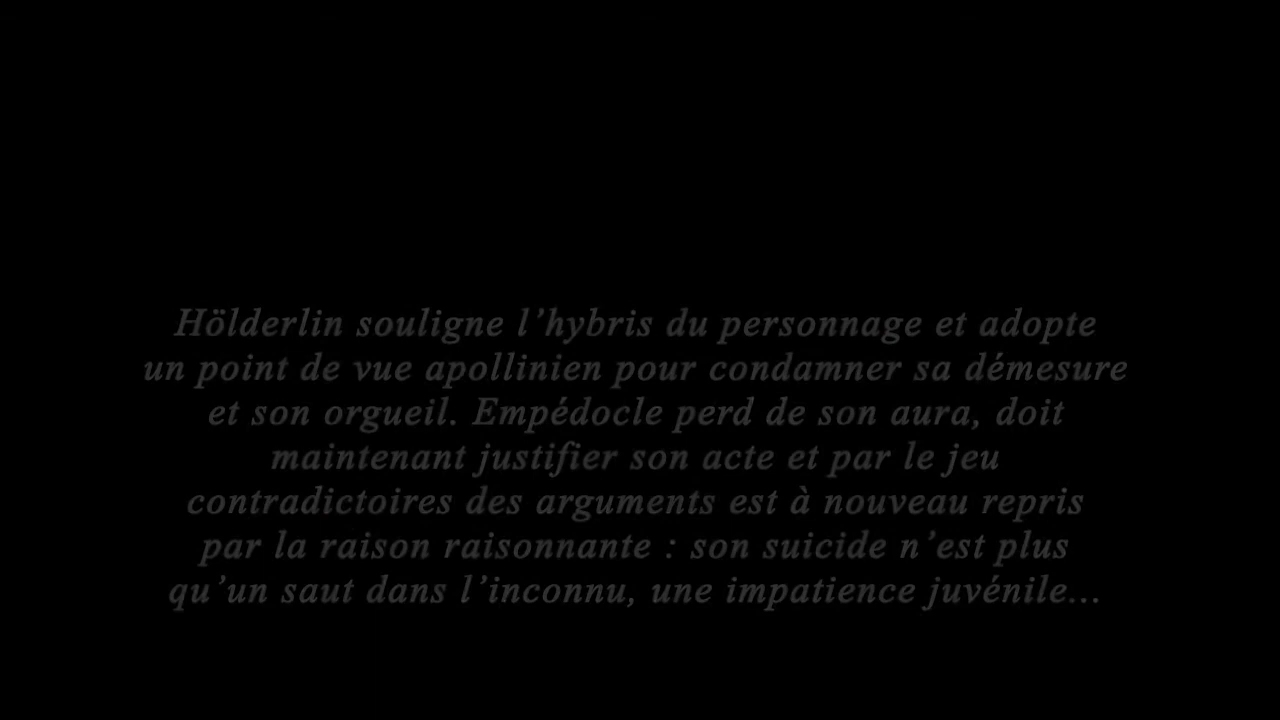 Hölderlin souligne l’hybris du personnage et adopte
un point de vue apollinien pour condamner sa démesure
et son orgueil. Empédocle perd de son aura, doit
maintenant justifier son acte et par le jeu
contradictoires des arguments est à nouveau repris
par la raison raisonnante : son suicide n’est plus
qu’un saut dans l’inconnu, une impatience juvénile...